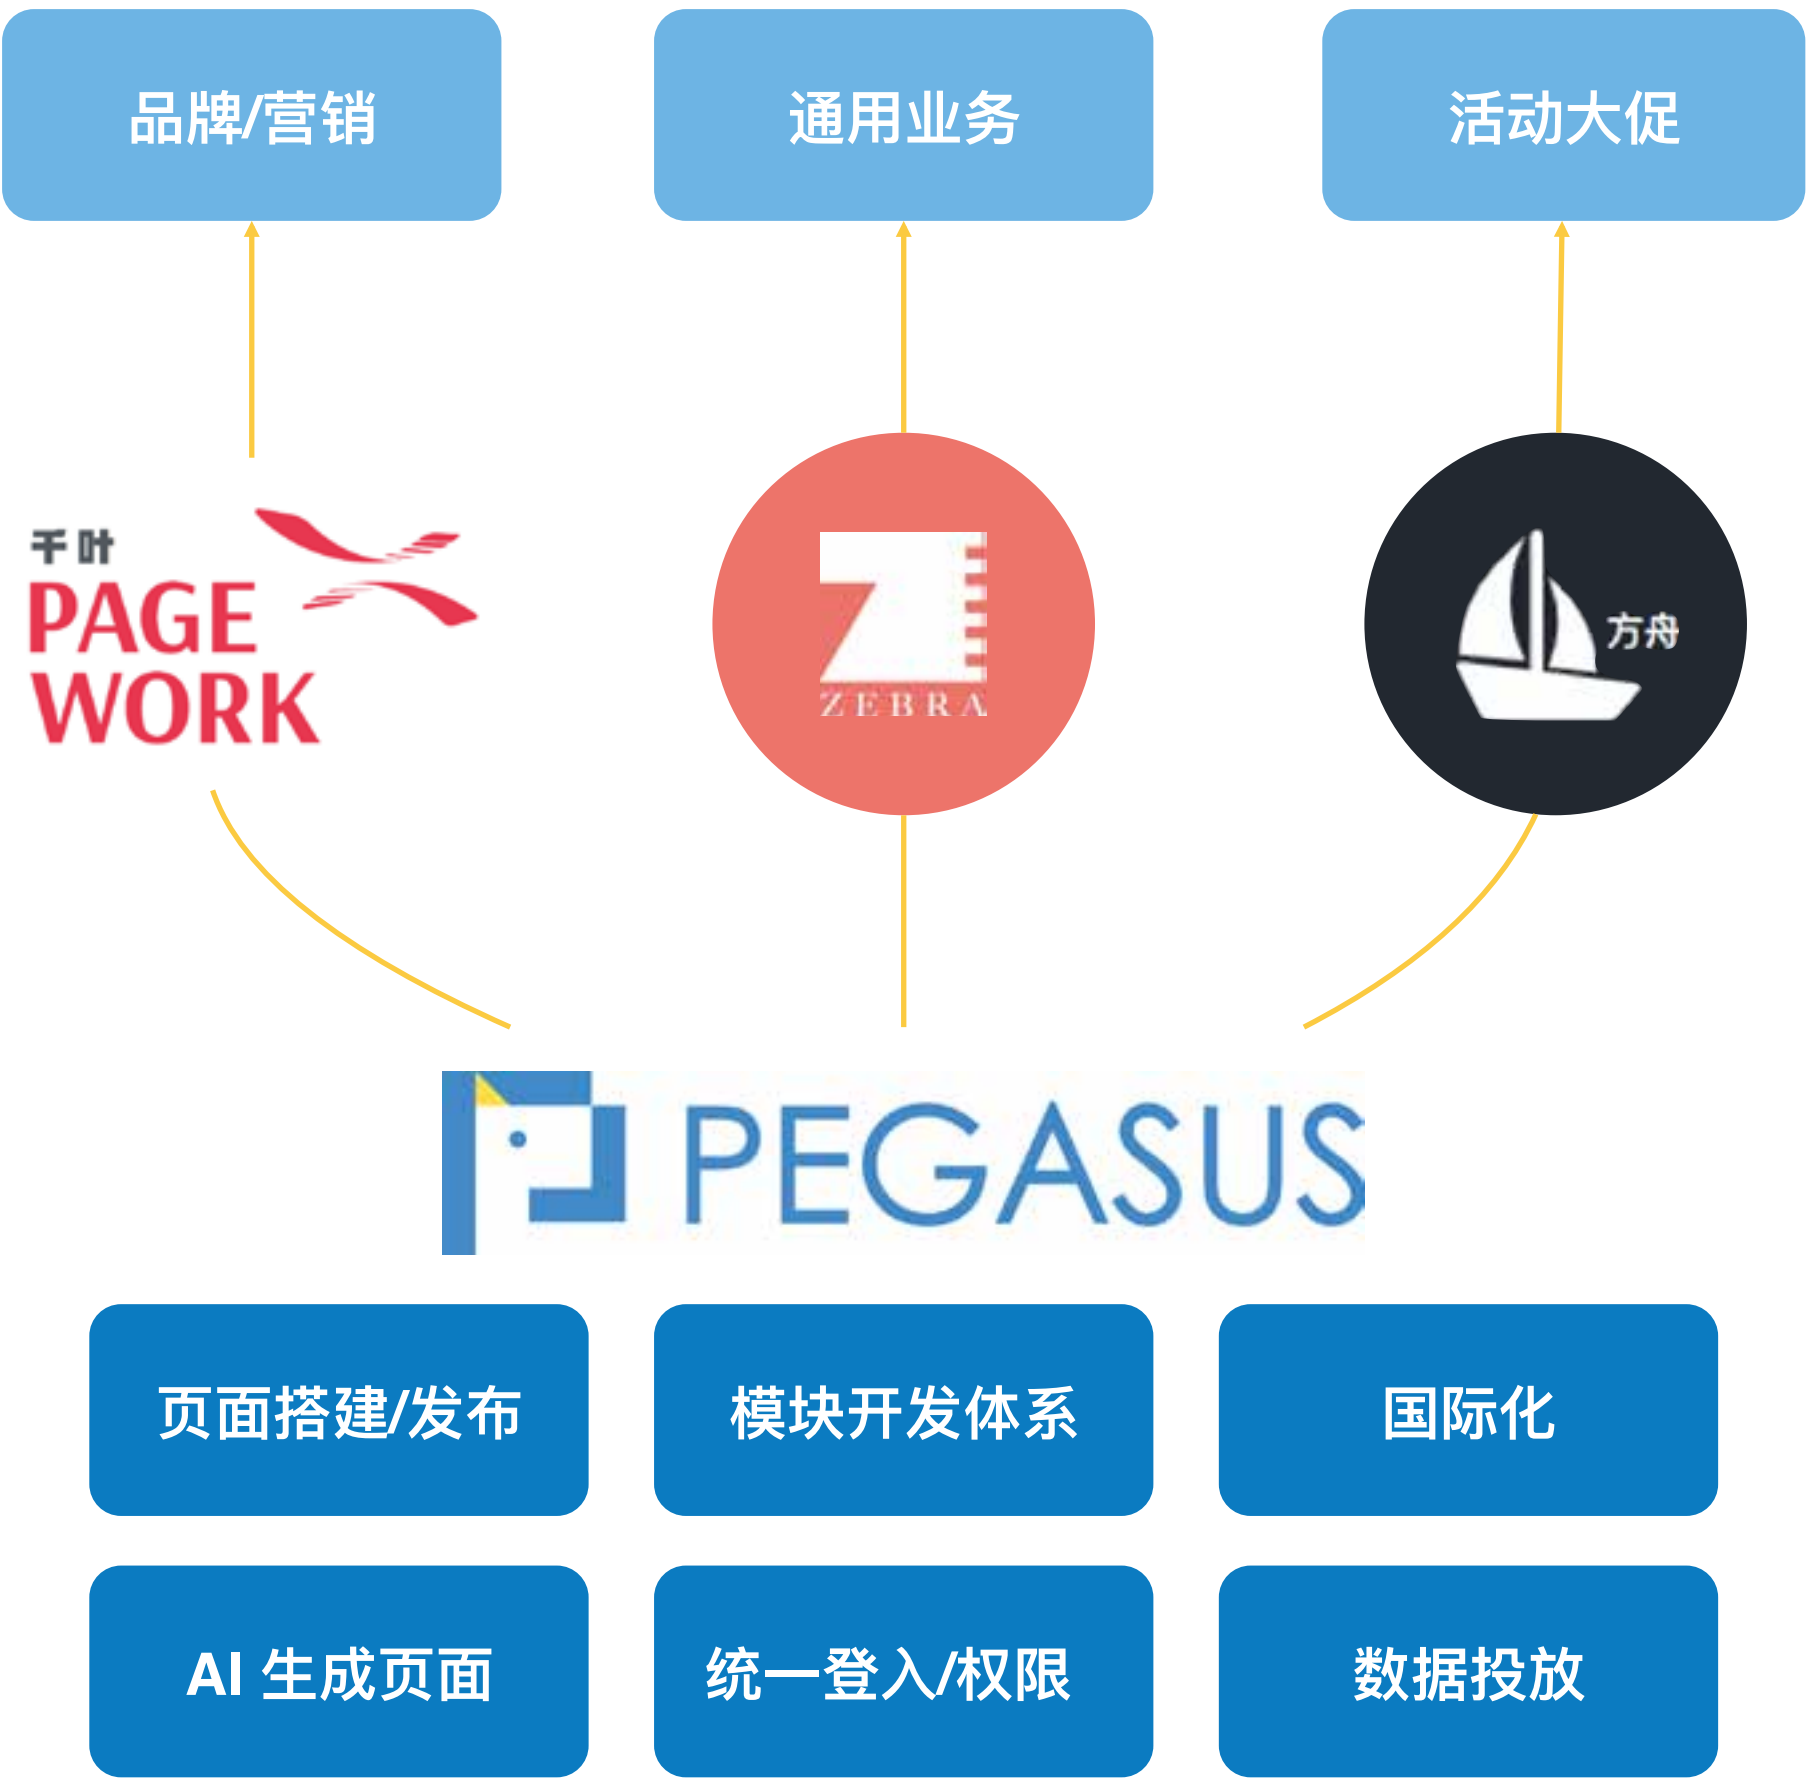 品牌/营销
通用业务
活动大促
千叶
PAGE
WORK
ZEBRA
方舟
PEGASUS
页面搭建/发布
模块开发体系
国际化
AI 生成页面
统一登入/权限
数据投放